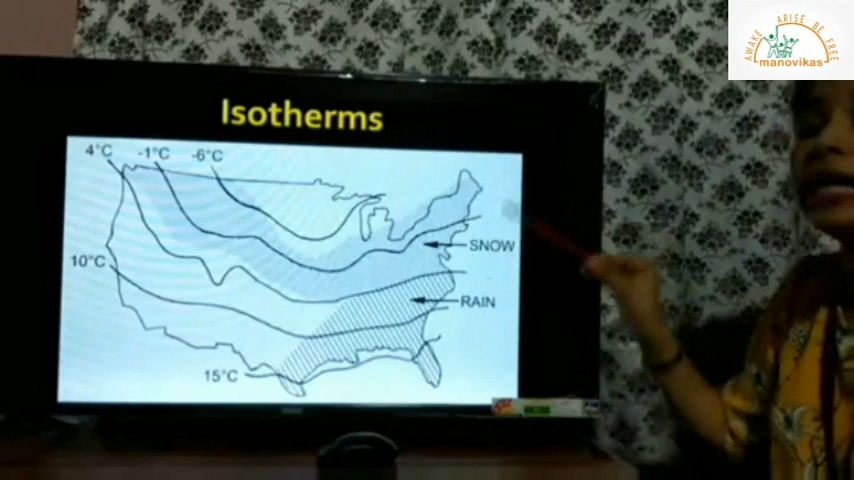 AWAKE ARISE BE FREE
manovikas
Isotherms
4°C -1°C -6°C
SNOW
10°C
RAIN
15°C